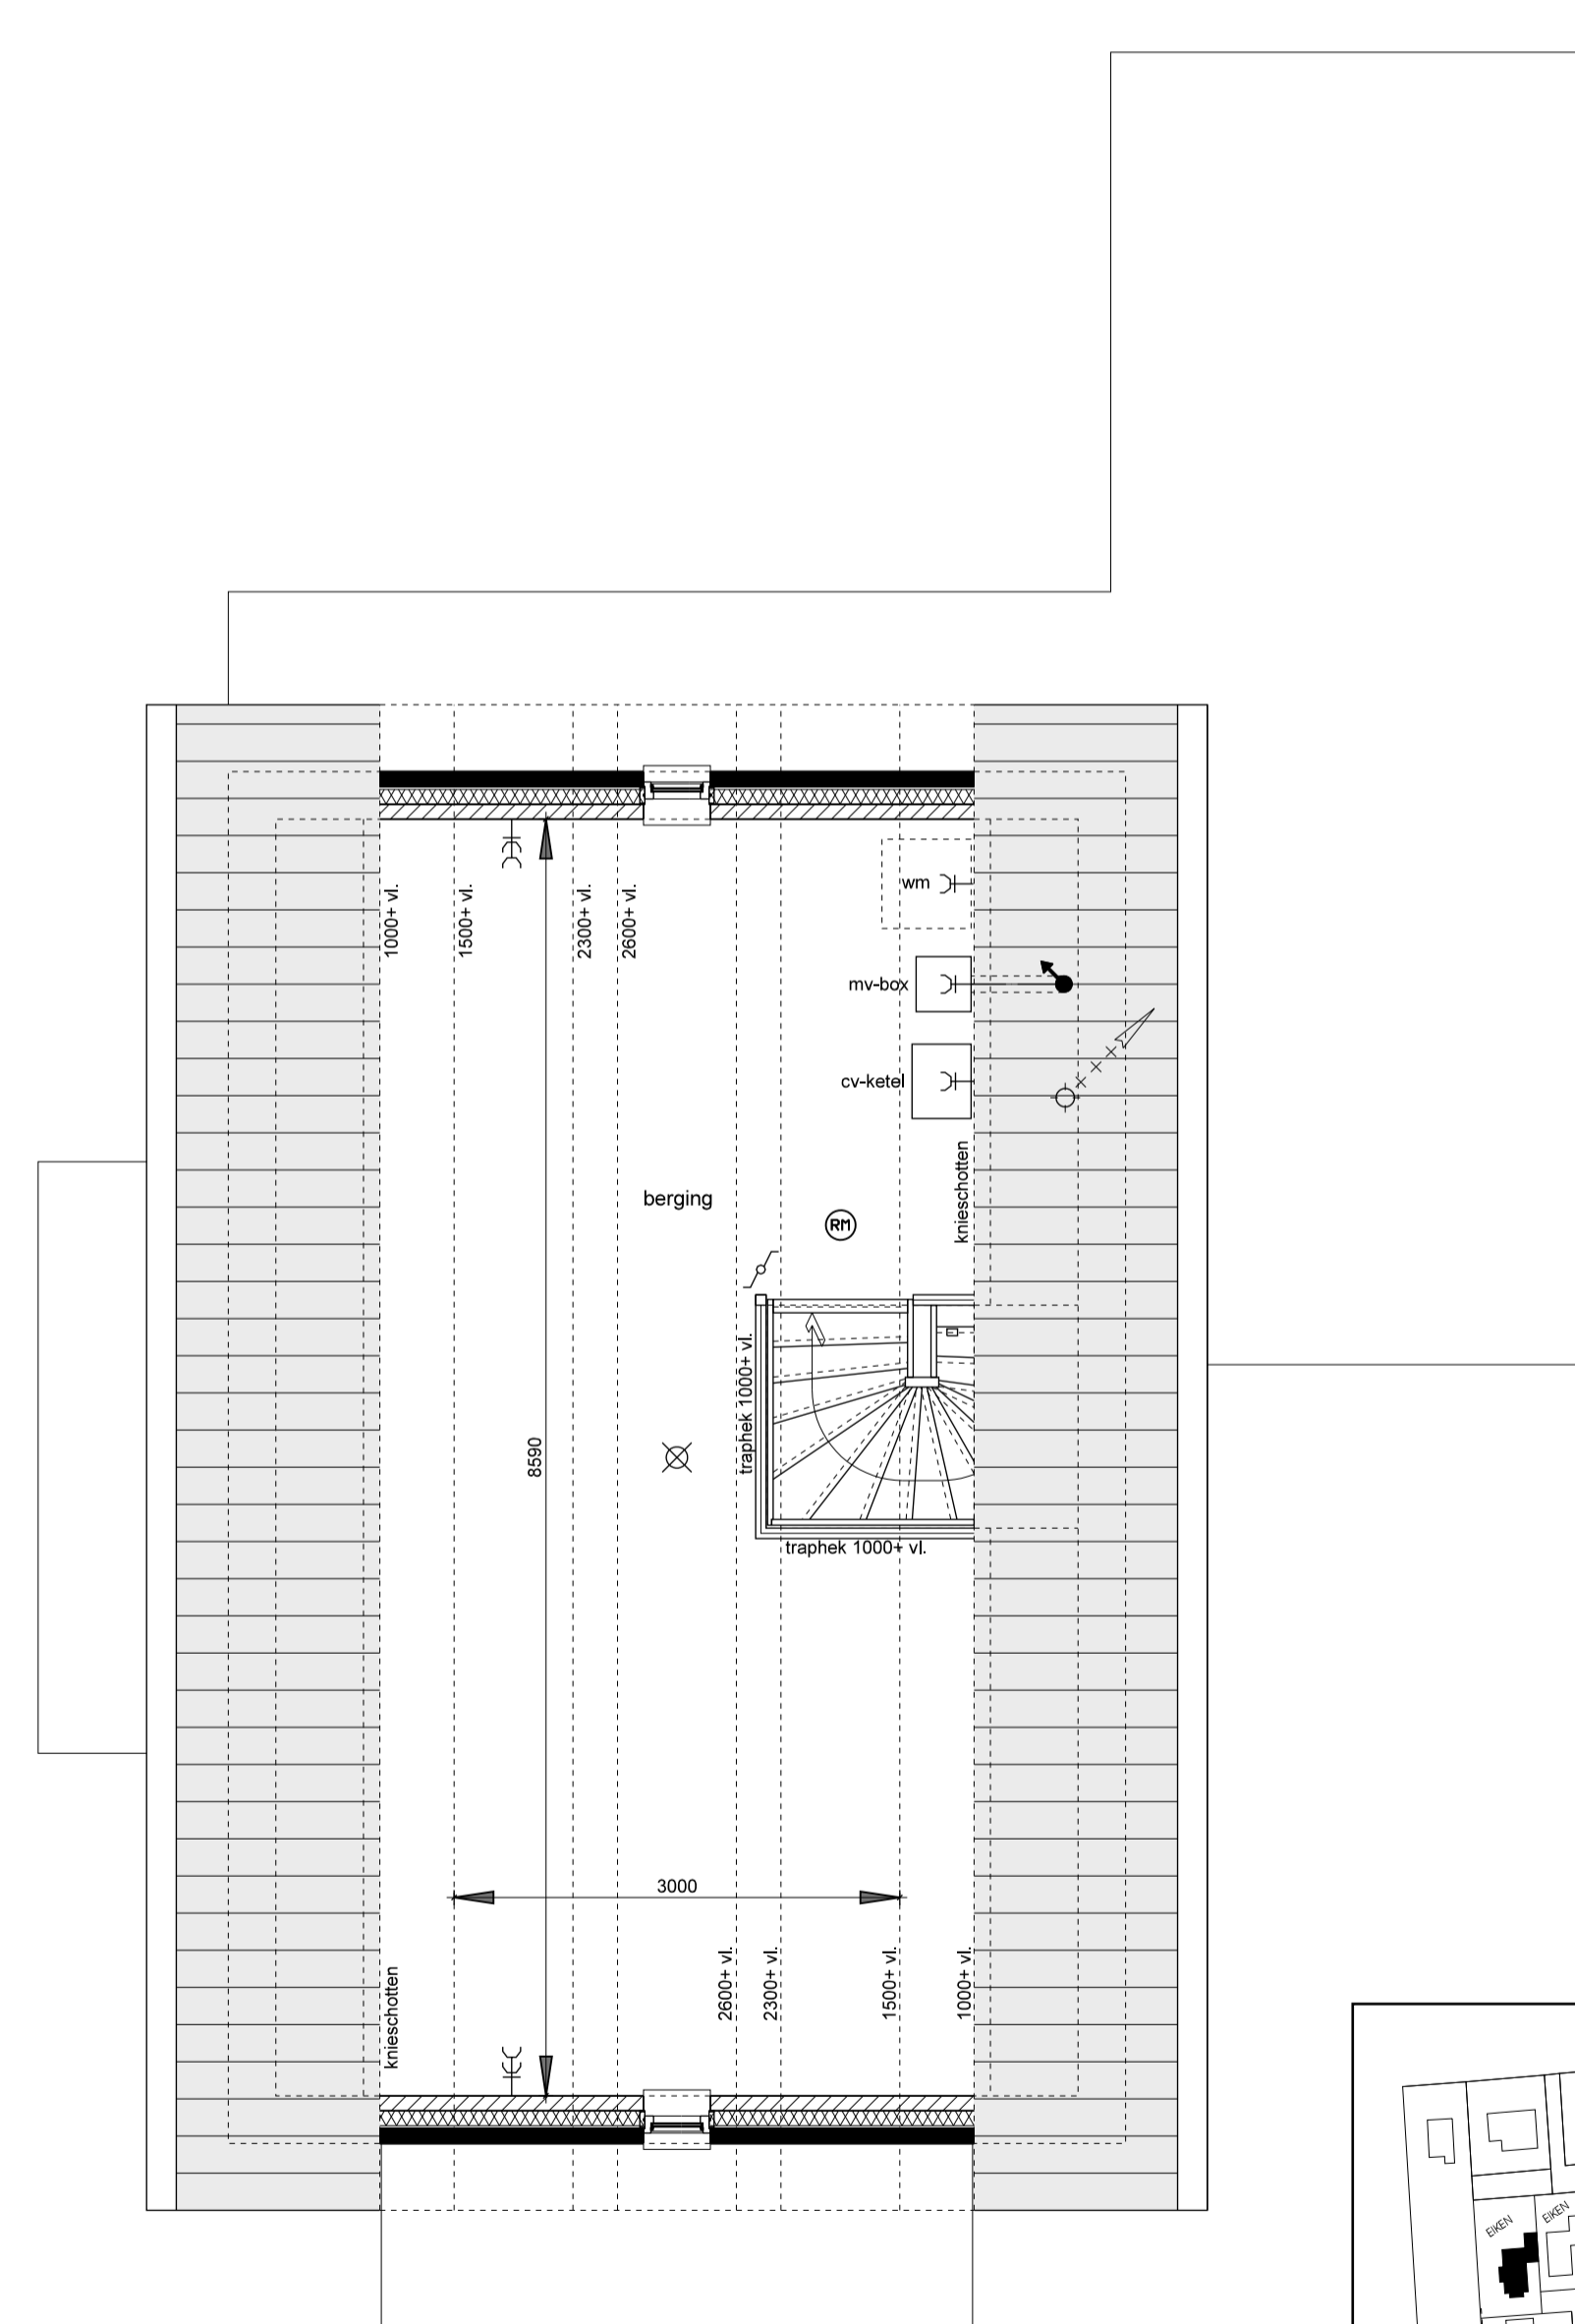 1000+ vl.
1500+ vl.
2300+ vl.
2600+ vl.
wm
mv-box
cv-ketel
knieschotten
berging
RM
traphek 1000+ vl.
8590
traphek 1000+ vl.
3000
2600+ vl.
2300+ vl.
1500+ vl.
1000+ vl.
knieschotten
EIKEN
EIKEN